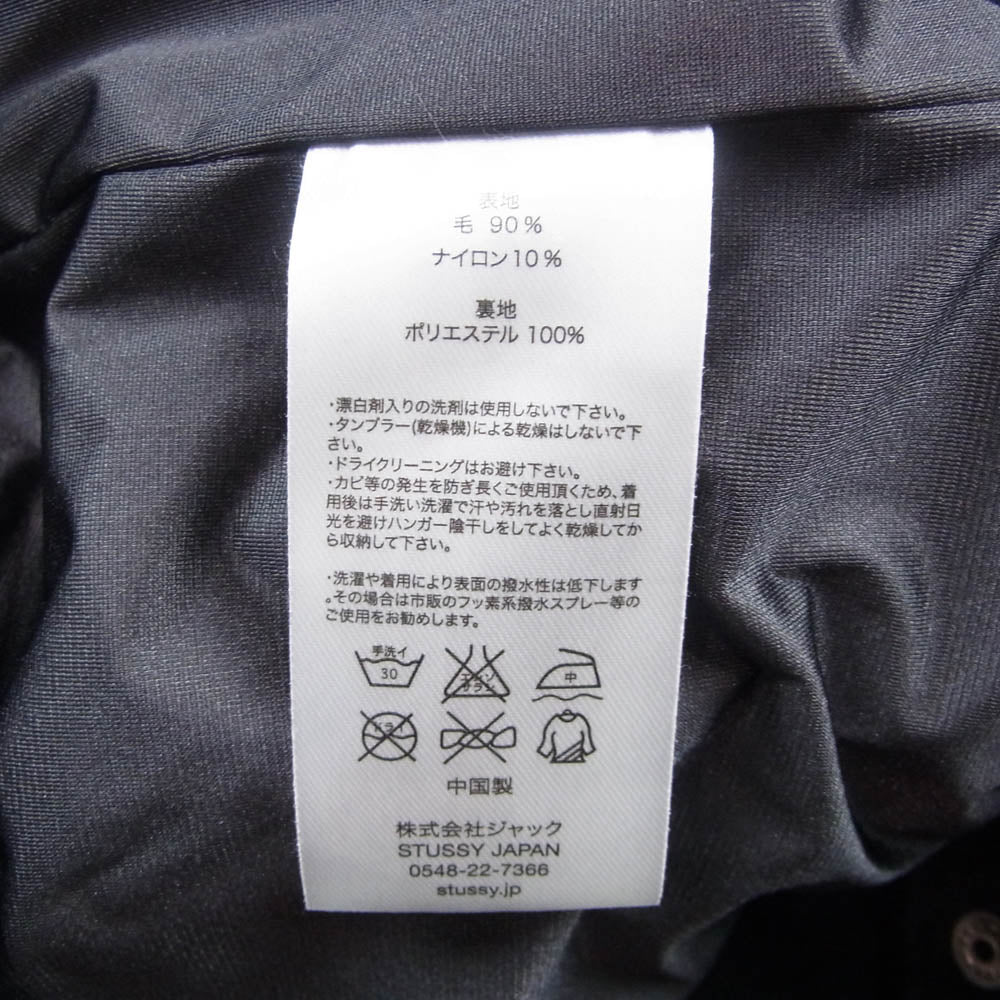 表地
毛 90%
ナイロン10%
裏地
ポリエステル 100%
・漂白剤入りの洗剤は使用しないで下さい。
・タンブラー(乾燥機)による乾燥はしないで下
さい。
・ドライクリーニングはお避け下さい。
・カビ等の発生を防ぎ長くご使用頂くため、着
用後は手洗い洗濯で汗や汚れを落とし直射日
光を避けハンガー陰干しをしてよく乾燥してか
ら収納して下さい。
・洗濯や着用により表面の撥水性は低下します
。その場合は市販のフッ素系撥水スプレー等の
ご使用をお勧めします。
手洗イ
30
エンソ
サラシ
中
ドライ
中国製
株式会社ジャック
STUSSY JAPAN
0548-22-7366
stussy.jp